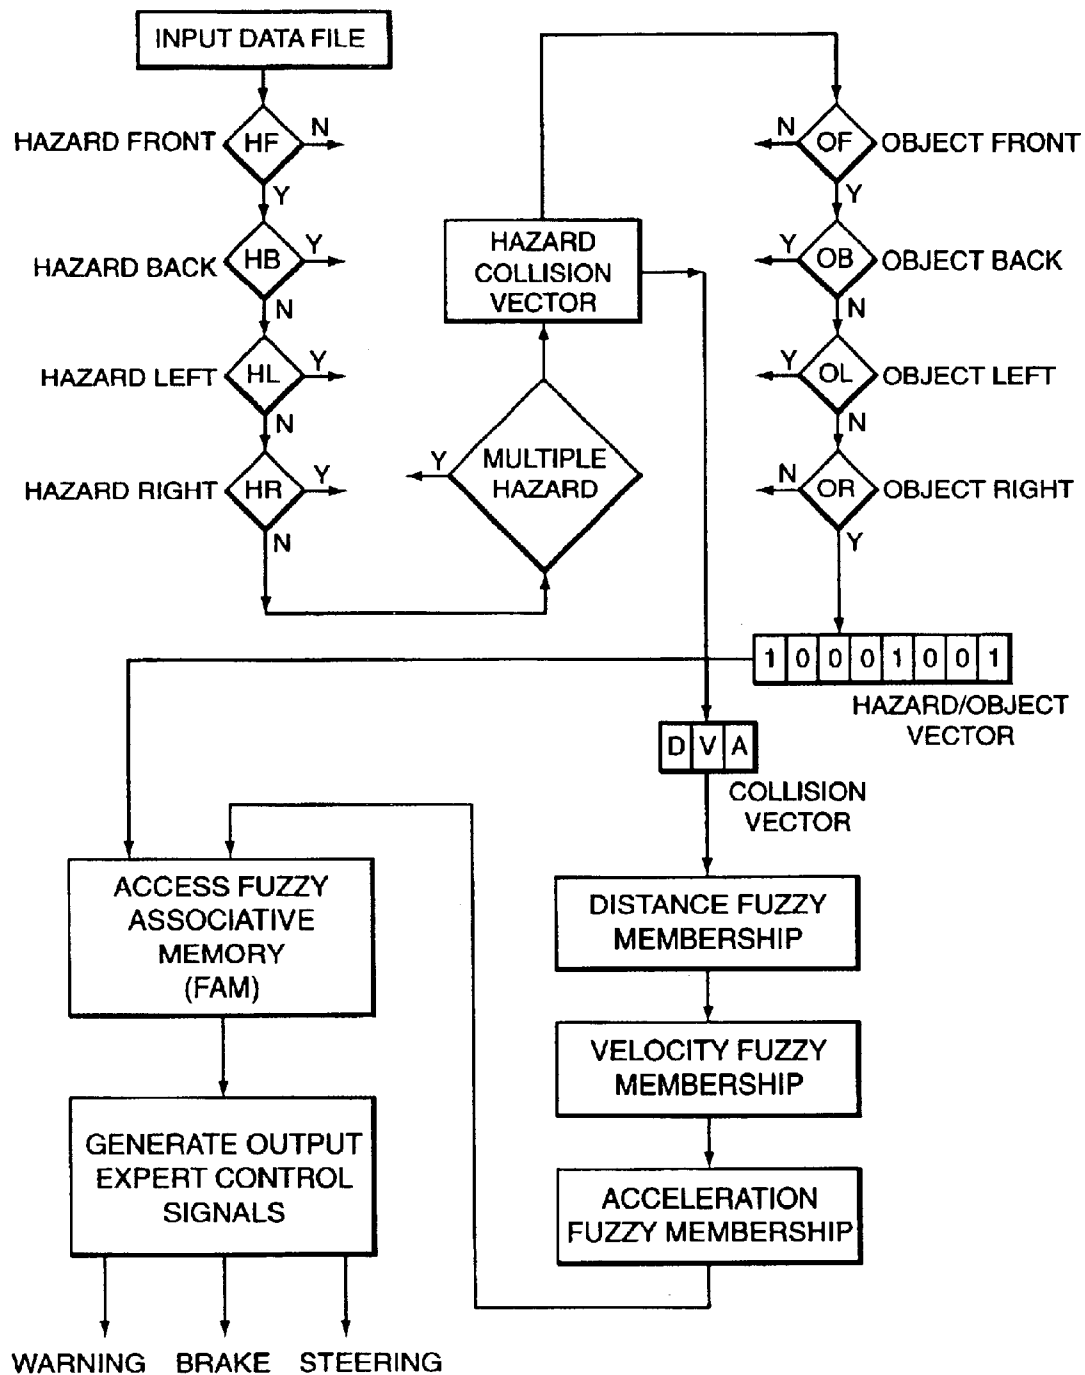 INPUT DATA FILE
HAZARD FRONT
HF
N
Y
HAZARD BACK
HB
Y
N
HAZARD LEFT
HL
Y
N
HAZARD RIGHT
HR
Y
N
HAZARD
COLLISION
VECTOR
Y
MULTIPLE
HAZARD
N
OF
OBJECT FRONT
Y
Y
OB
OBJECT BACK
N
Y
OL
OBJECT LEFT
N
N
OR
OBJECT RIGHT
Y
1 0 0 0 1 0 0 1
HAZARD/OBJECT
VECTOR
D V A
COLLISION
VECTOR
DISTANCE FUZZY
MEMBERSHIP
VELOCITY FUZZY
MEMBERSHIP
ACCELERATION
FUZZY MEMBERSHIP
ACCESS FUZZY
ASSOCIATIVE
MEMORY
(FAM)
GENERATE OUTPUT
EXPERT CONTROL
SIGNALS
WARNING BRAKE STEERING